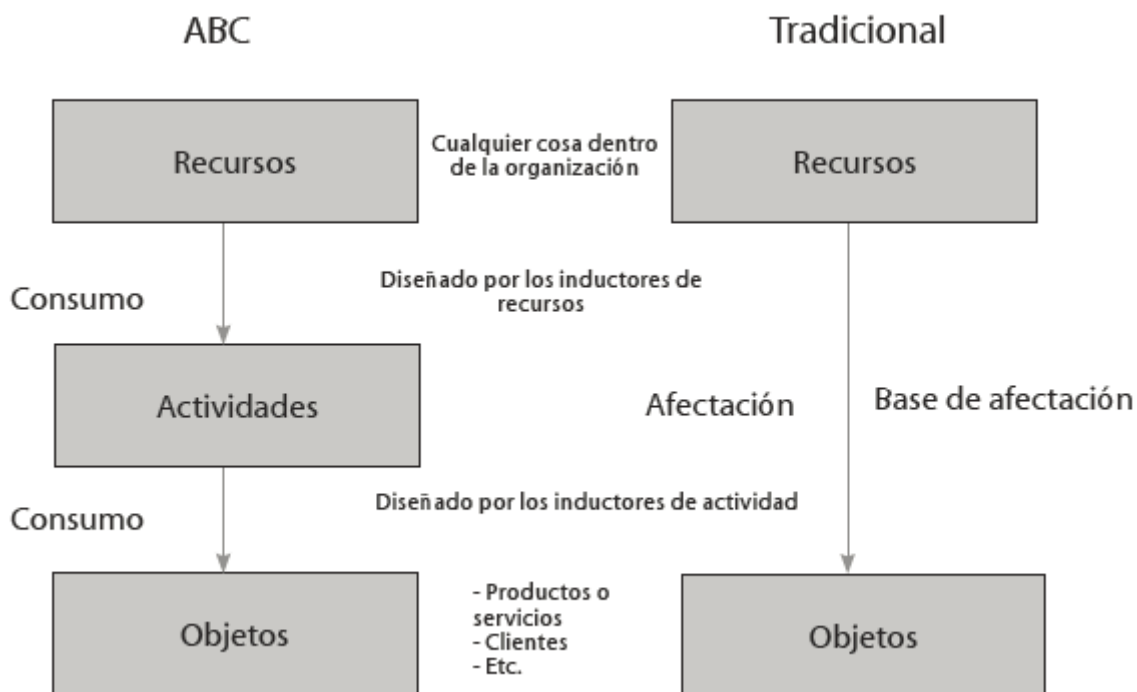 ABC
Tradicional
Recursos
Cualquier cosa dentro
de la organización
Recursos
Consumo
Diseñado por los inductores de
recursos
Actividades
Afectación
Base de afectación
Consumo
Diseñado por los inductores de actividad
Objetos
- Productos o
servicios
- Clientes
- Etc.
Objetos